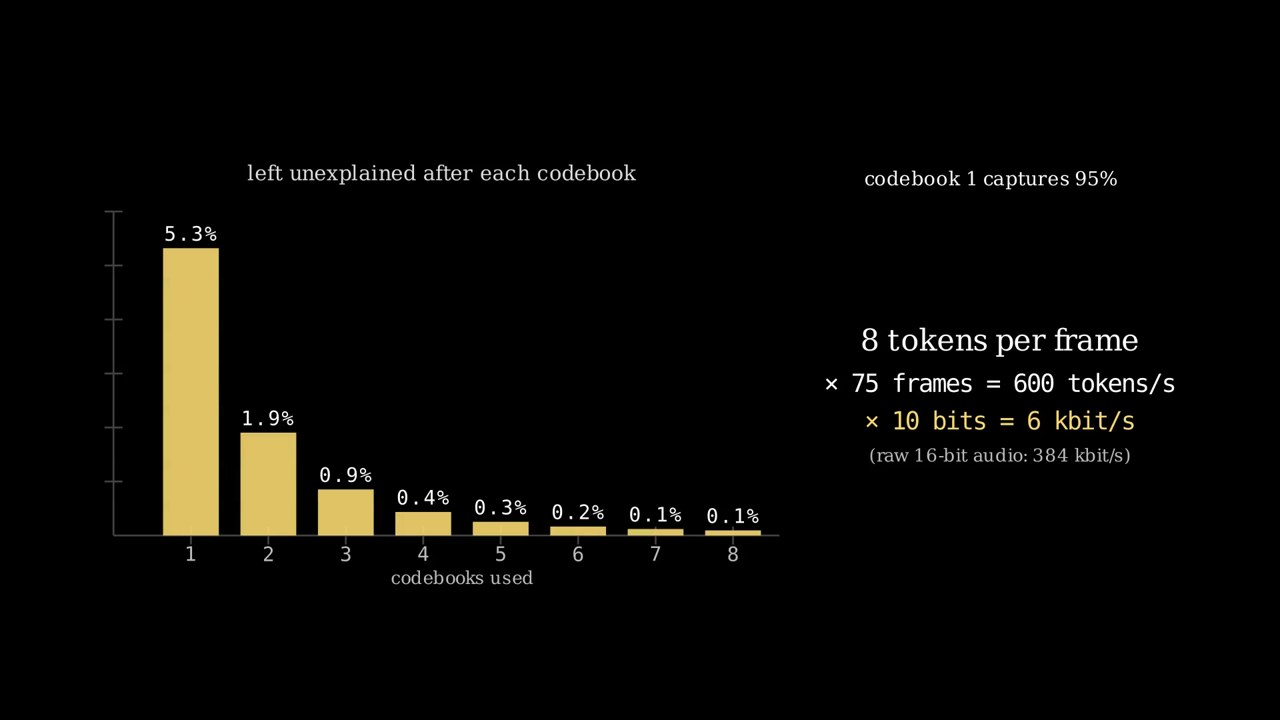 left unexplained after each codebook
5.3%
1.9%
0.9%
0.4%
0.3%
0.2%
0.1%
0.1%
1 2 3 4 5 6 7 8
codebooks used
codebook 1 captures 95%
8 tokens per frame
× 75 frames = 600 tokens/s
× 10 bits = 6 kbit/s
(raw 16-bit audio: 384 kbit/s)